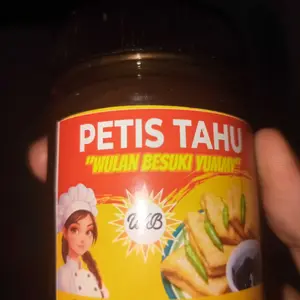 PETIS TAHU
"WULAN BESUKI YUMMY"
WB